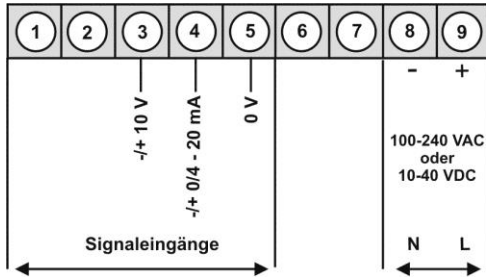 1 2 3 4 5 6 7 8 9
- +
-/+ 10 V
-/+ 0/4 - 20 mA
0 V
100-240 VAC
oder
10-40 VDC
Signaleingänge
N L